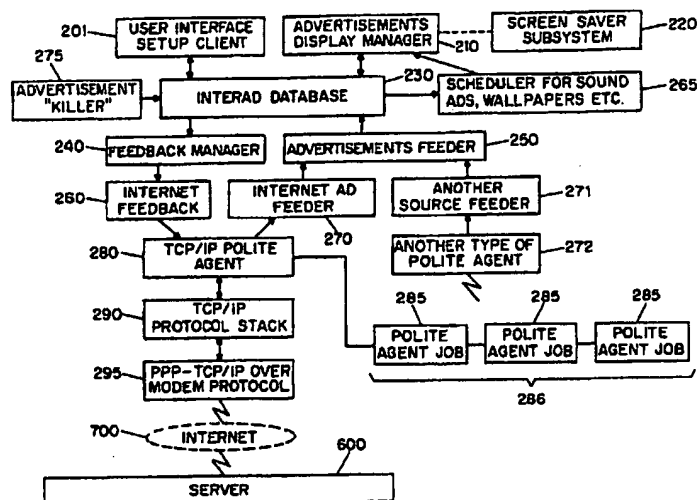 201
USER INTERFACE
SETUP CLIENT
ADVERTISEMENTS
DISPLAY MANAGER
210
SCREEN SAVER
SUBSYSTEM
220
275
ADVERTISEMENT
"KILLER"
230
INTERAD DATABASE
SCHEDULER FOR SOUND
ADS, WALLPAPERS ETC.
265
240
FEEDBACK MANAGER
ADVERTISEMENTS FEEDER
250
260
INTERNET
FEEDBACK
INTERNET AD
FEEDER
270
ANOTHER
SOURCE FEEDER
271
280
TCP/IP POLITE
AGENT
ANOTHER TYPE OF
POLITE AGENT
272
290
TCP/IP
PROTOCOL STACK
285
285
285
POLITE
AGENT JOB
POLITE
AGENT JOB
POLITE
AGENT JOB
286
295
PPP-TCP/IP OVER
MODEM PROTOCOL
700
INTERNET
600
SERVER